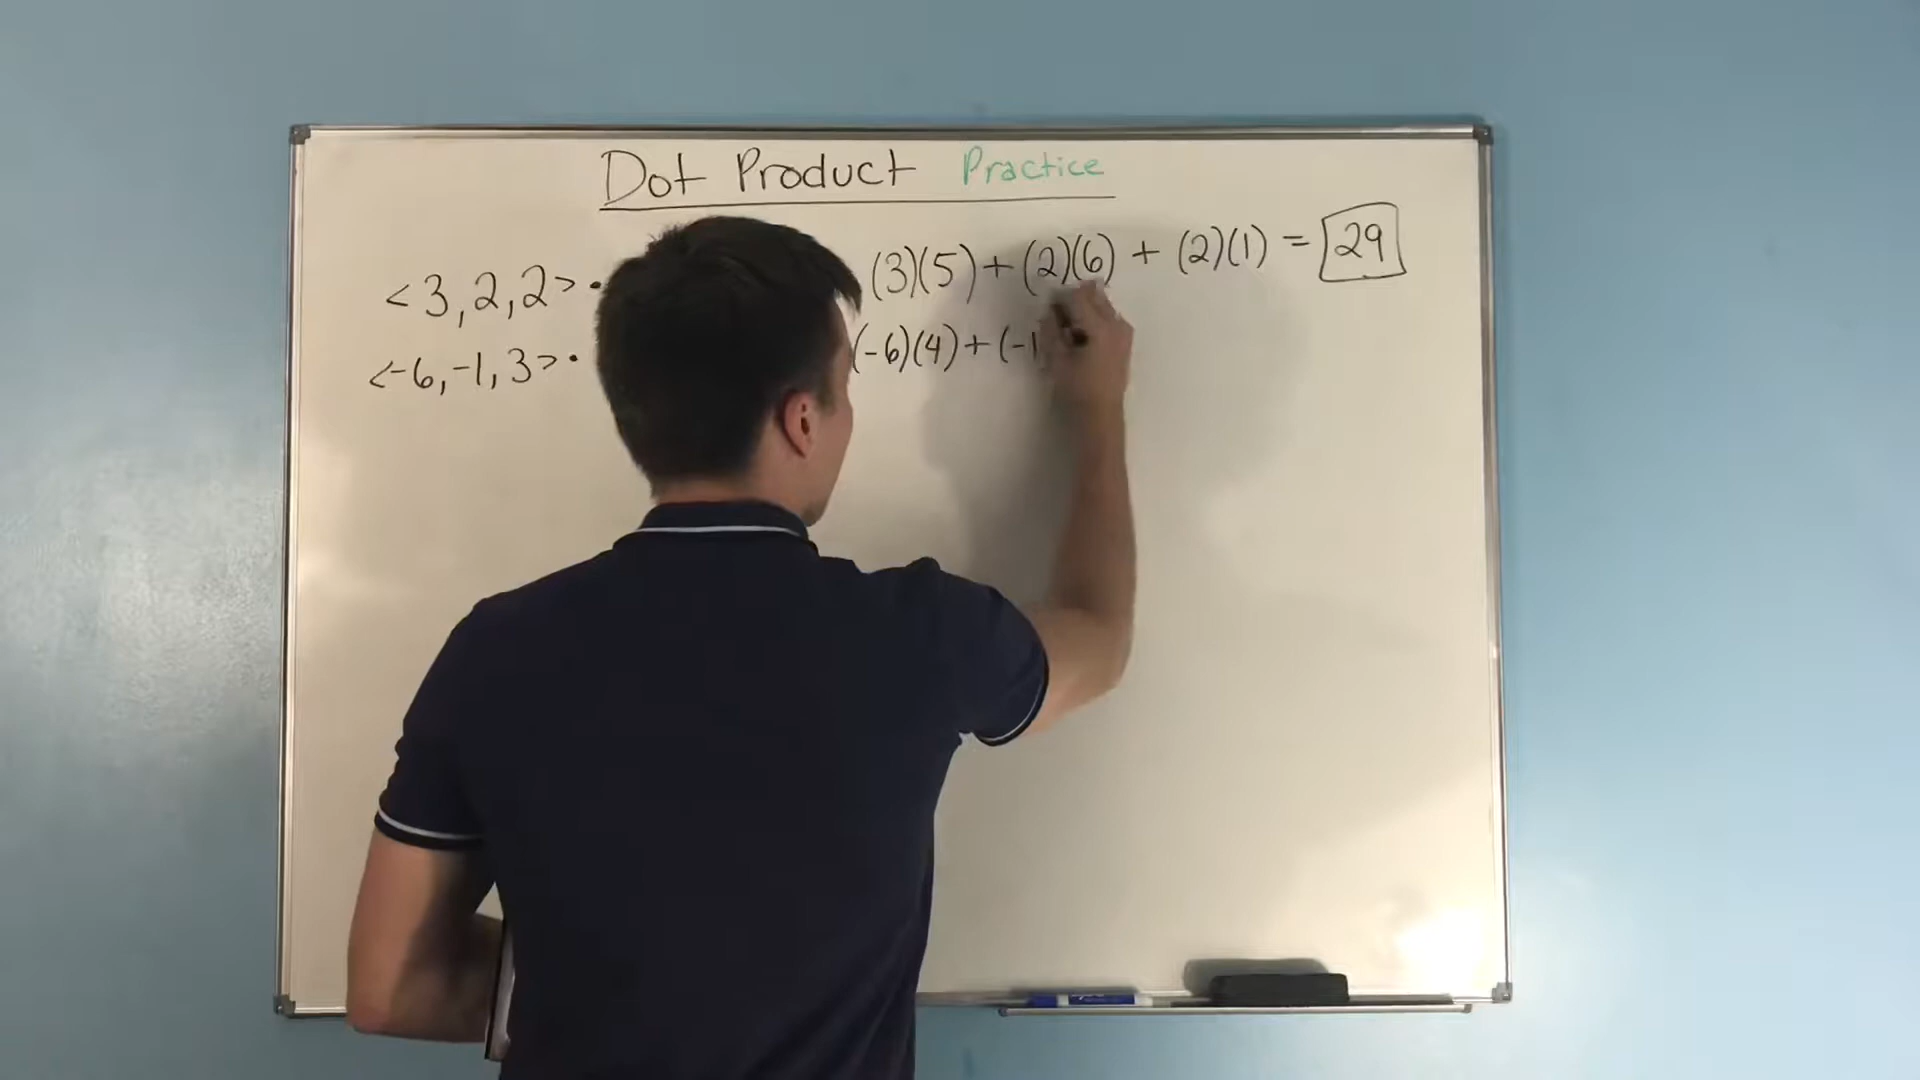 Dot Product Practice
<3, 2, 2> • (3)(5) + (2)(6) + (2)(1) = 29
<-6, -1, 3> • (-6)(4) + (-1